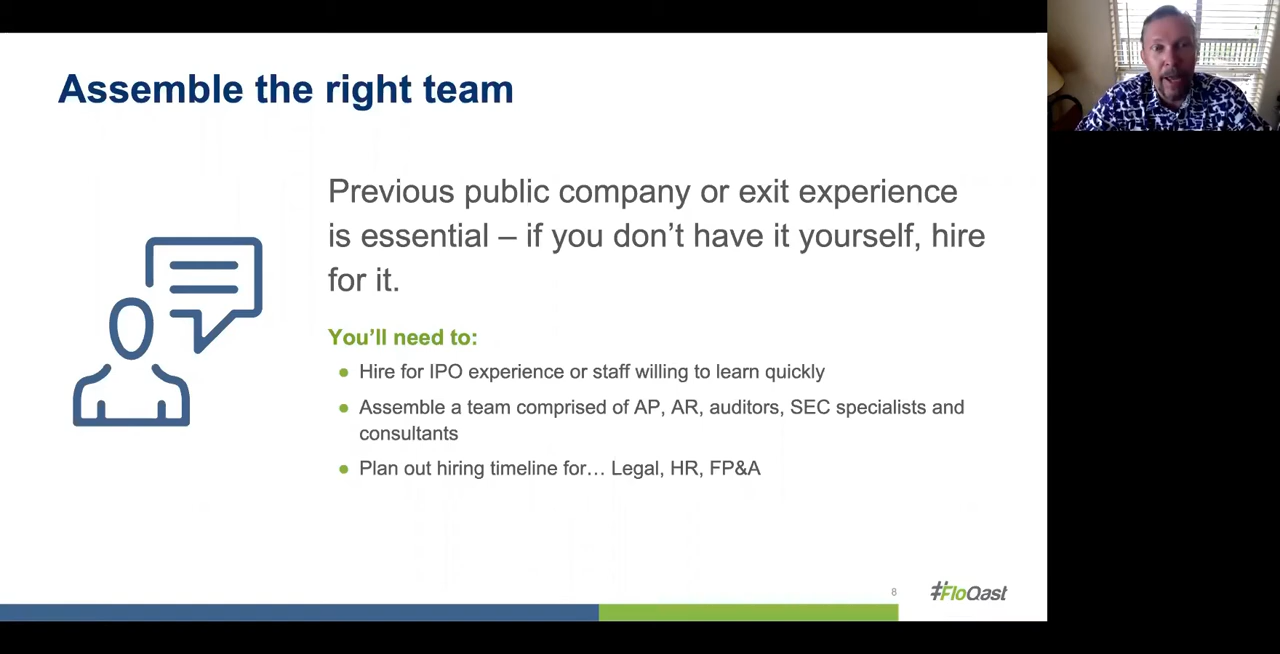 Assemble the right team
Previous public company or exit experience
is essential – if you don’t have it yourself, hire
for it.
You’ll need to:
● Hire for IPO experience or staff willing to learn quickly
● Assemble a team comprised of AP, AR, auditors, SEC specialists and
consultants
● Plan out hiring timeline for… Legal, HR, FP&A
8
FloQast